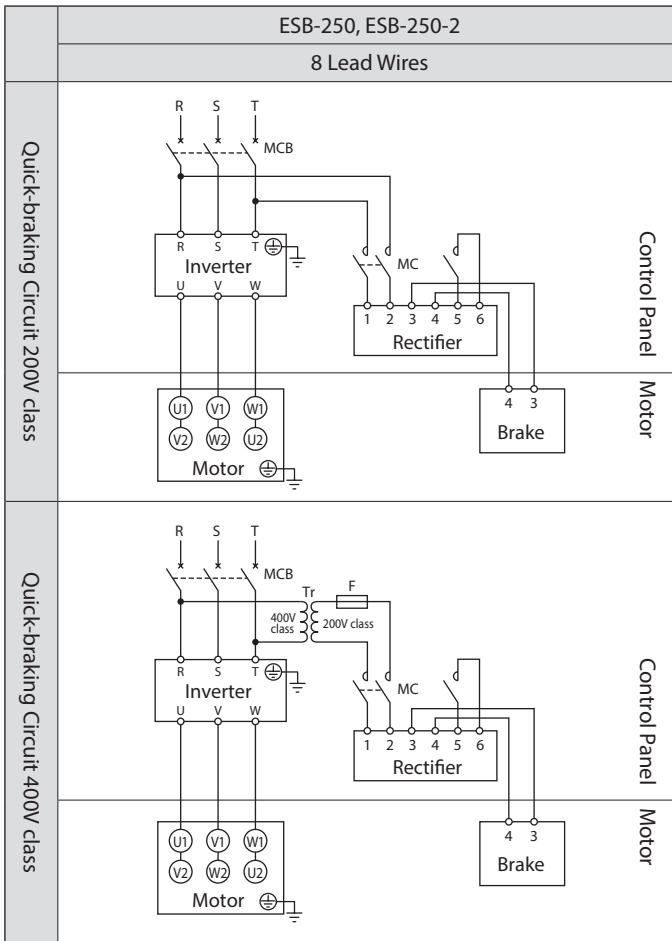 ESB-250, ESB-250-2
8 Lead Wires
Quick-braking Circuit 200V class
R S T
MCB
R S T
Inverter
U V W
MC
1 2 3 4 5 6
Rectifier
Control Panel
Motor
U1 V1 W1
V2 W2 U2
Motor
4 3
Brake
Quick-braking Circuit 400V class
R S T
MCB
Tr F
400V class
200V class
R S T
Inverter
U V W
MC
1 2 3 4 5 6
Rectifier
Control Panel
Motor
U1 V1 W1
V2 W2 U2
Motor
4 3
Brake